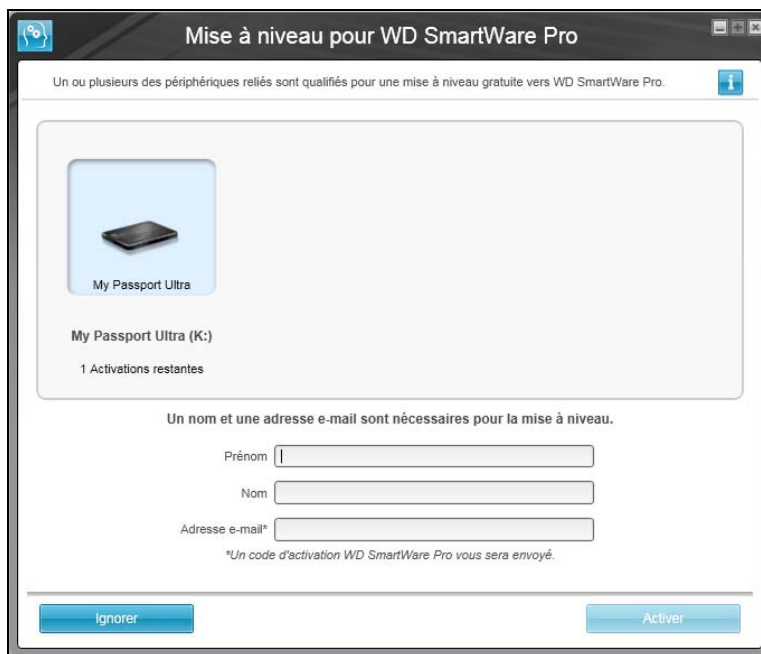 Mise à niveau pour WD SmartWare Pro
Un ou plusieurs des périphériques reliés sont qualifiés pour une mise à niveau gratuite vers WD SmartWare Pro.
My Passport Ultra
My Passport Ultra (K:)
1 Activations restantes
Un nom et une adresse e-mail sont nécessaires pour la mise à niveau.
Prénom
Nom
Adresse e-mail*
*Un code d'activation WD SmartWare Pro vous sera envoyé.
Ignorer
Activer